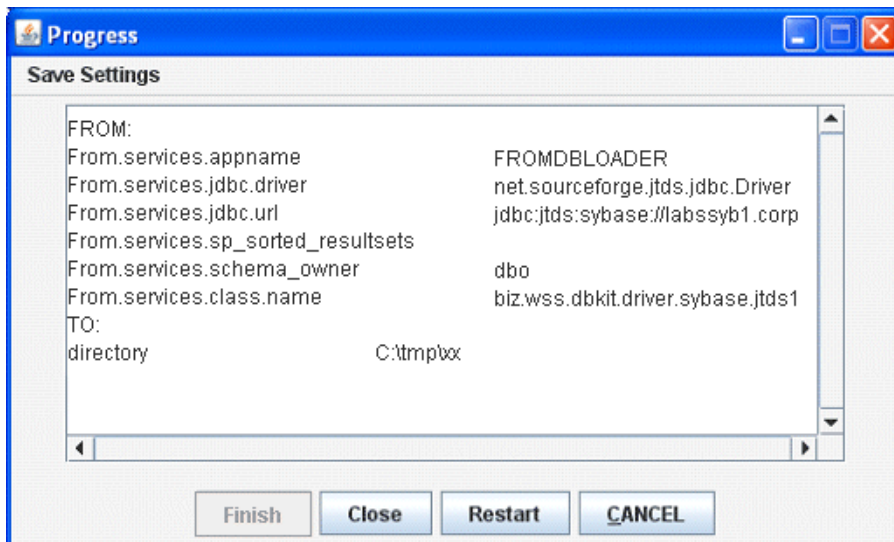 Progress
Save Settings
FROM:
From.services.appname FROMDBLOADER
From.services.jdbc.driver net.sourceforge.jtds.jdbc.Driver
From.services.jdbc.url jdbc:jtds:sybase://labssyb1.corp
From.services.sp_sorted_resultsets
From.services.schema_owner dbo
From.services.class.name biz.wss.dbkit.driver.sybase.jtds1
TO:
directory C:\tmp\xx
Finish Close Restart CANCEL